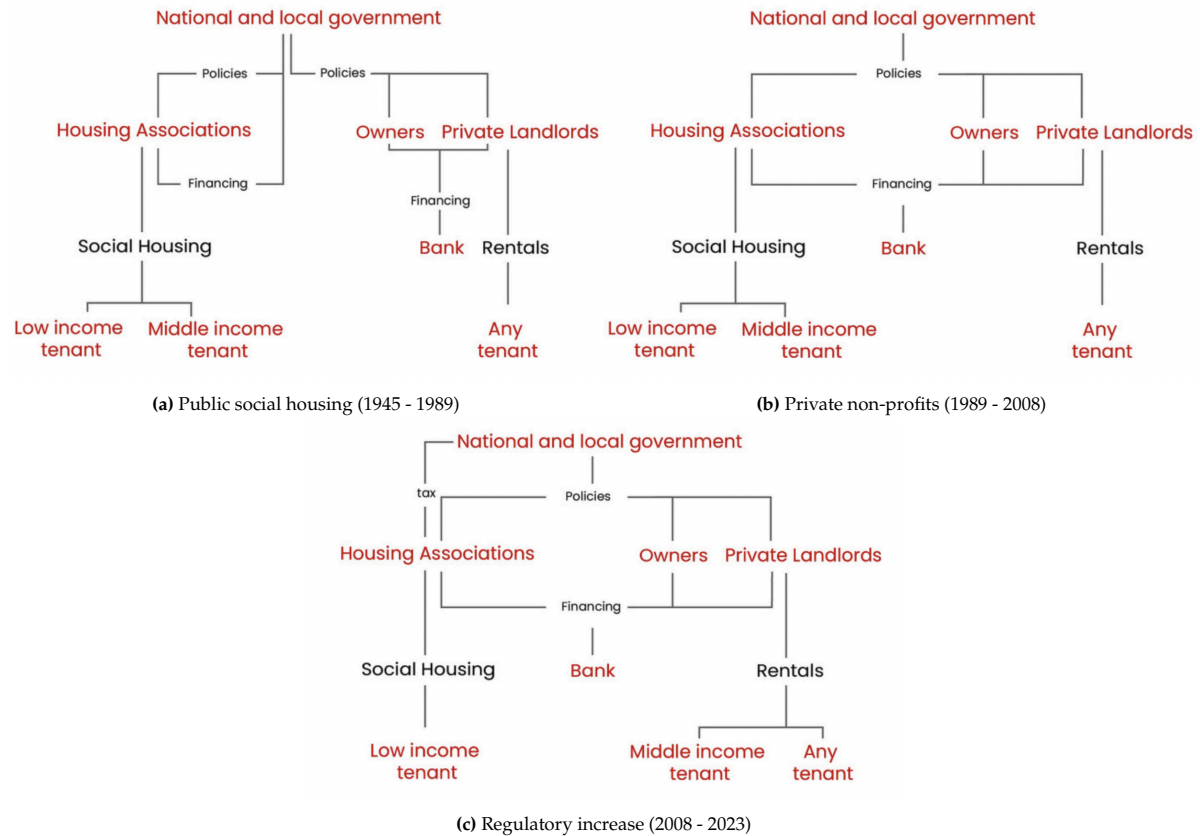 National and local government
Policies
Policies
Housing Associations
Owners
Private Landlords
Financing
Financing
Social Housing
Bank
Rentals
Low income
tenant
Middle income
tenant
Any
tenant
(a) Public social housing (1945 - 1989)
National and local government
Policies
Housing Associations
Owners
Private Landlords
Financing
Social Housing
Bank
Rentals
Low income
tenant
Middle income
tenant
Any
tenant
(b) Private non-profits (1989 - 2008)
National and local government
tax
Policies
Housing Associations
Owners
Private Landlords
Financing
Social Housing
Bank
Rentals
Low income
tenant
Middle income
tenant
Any
tenant
(c) Regulatory increase (2008 - 2023)